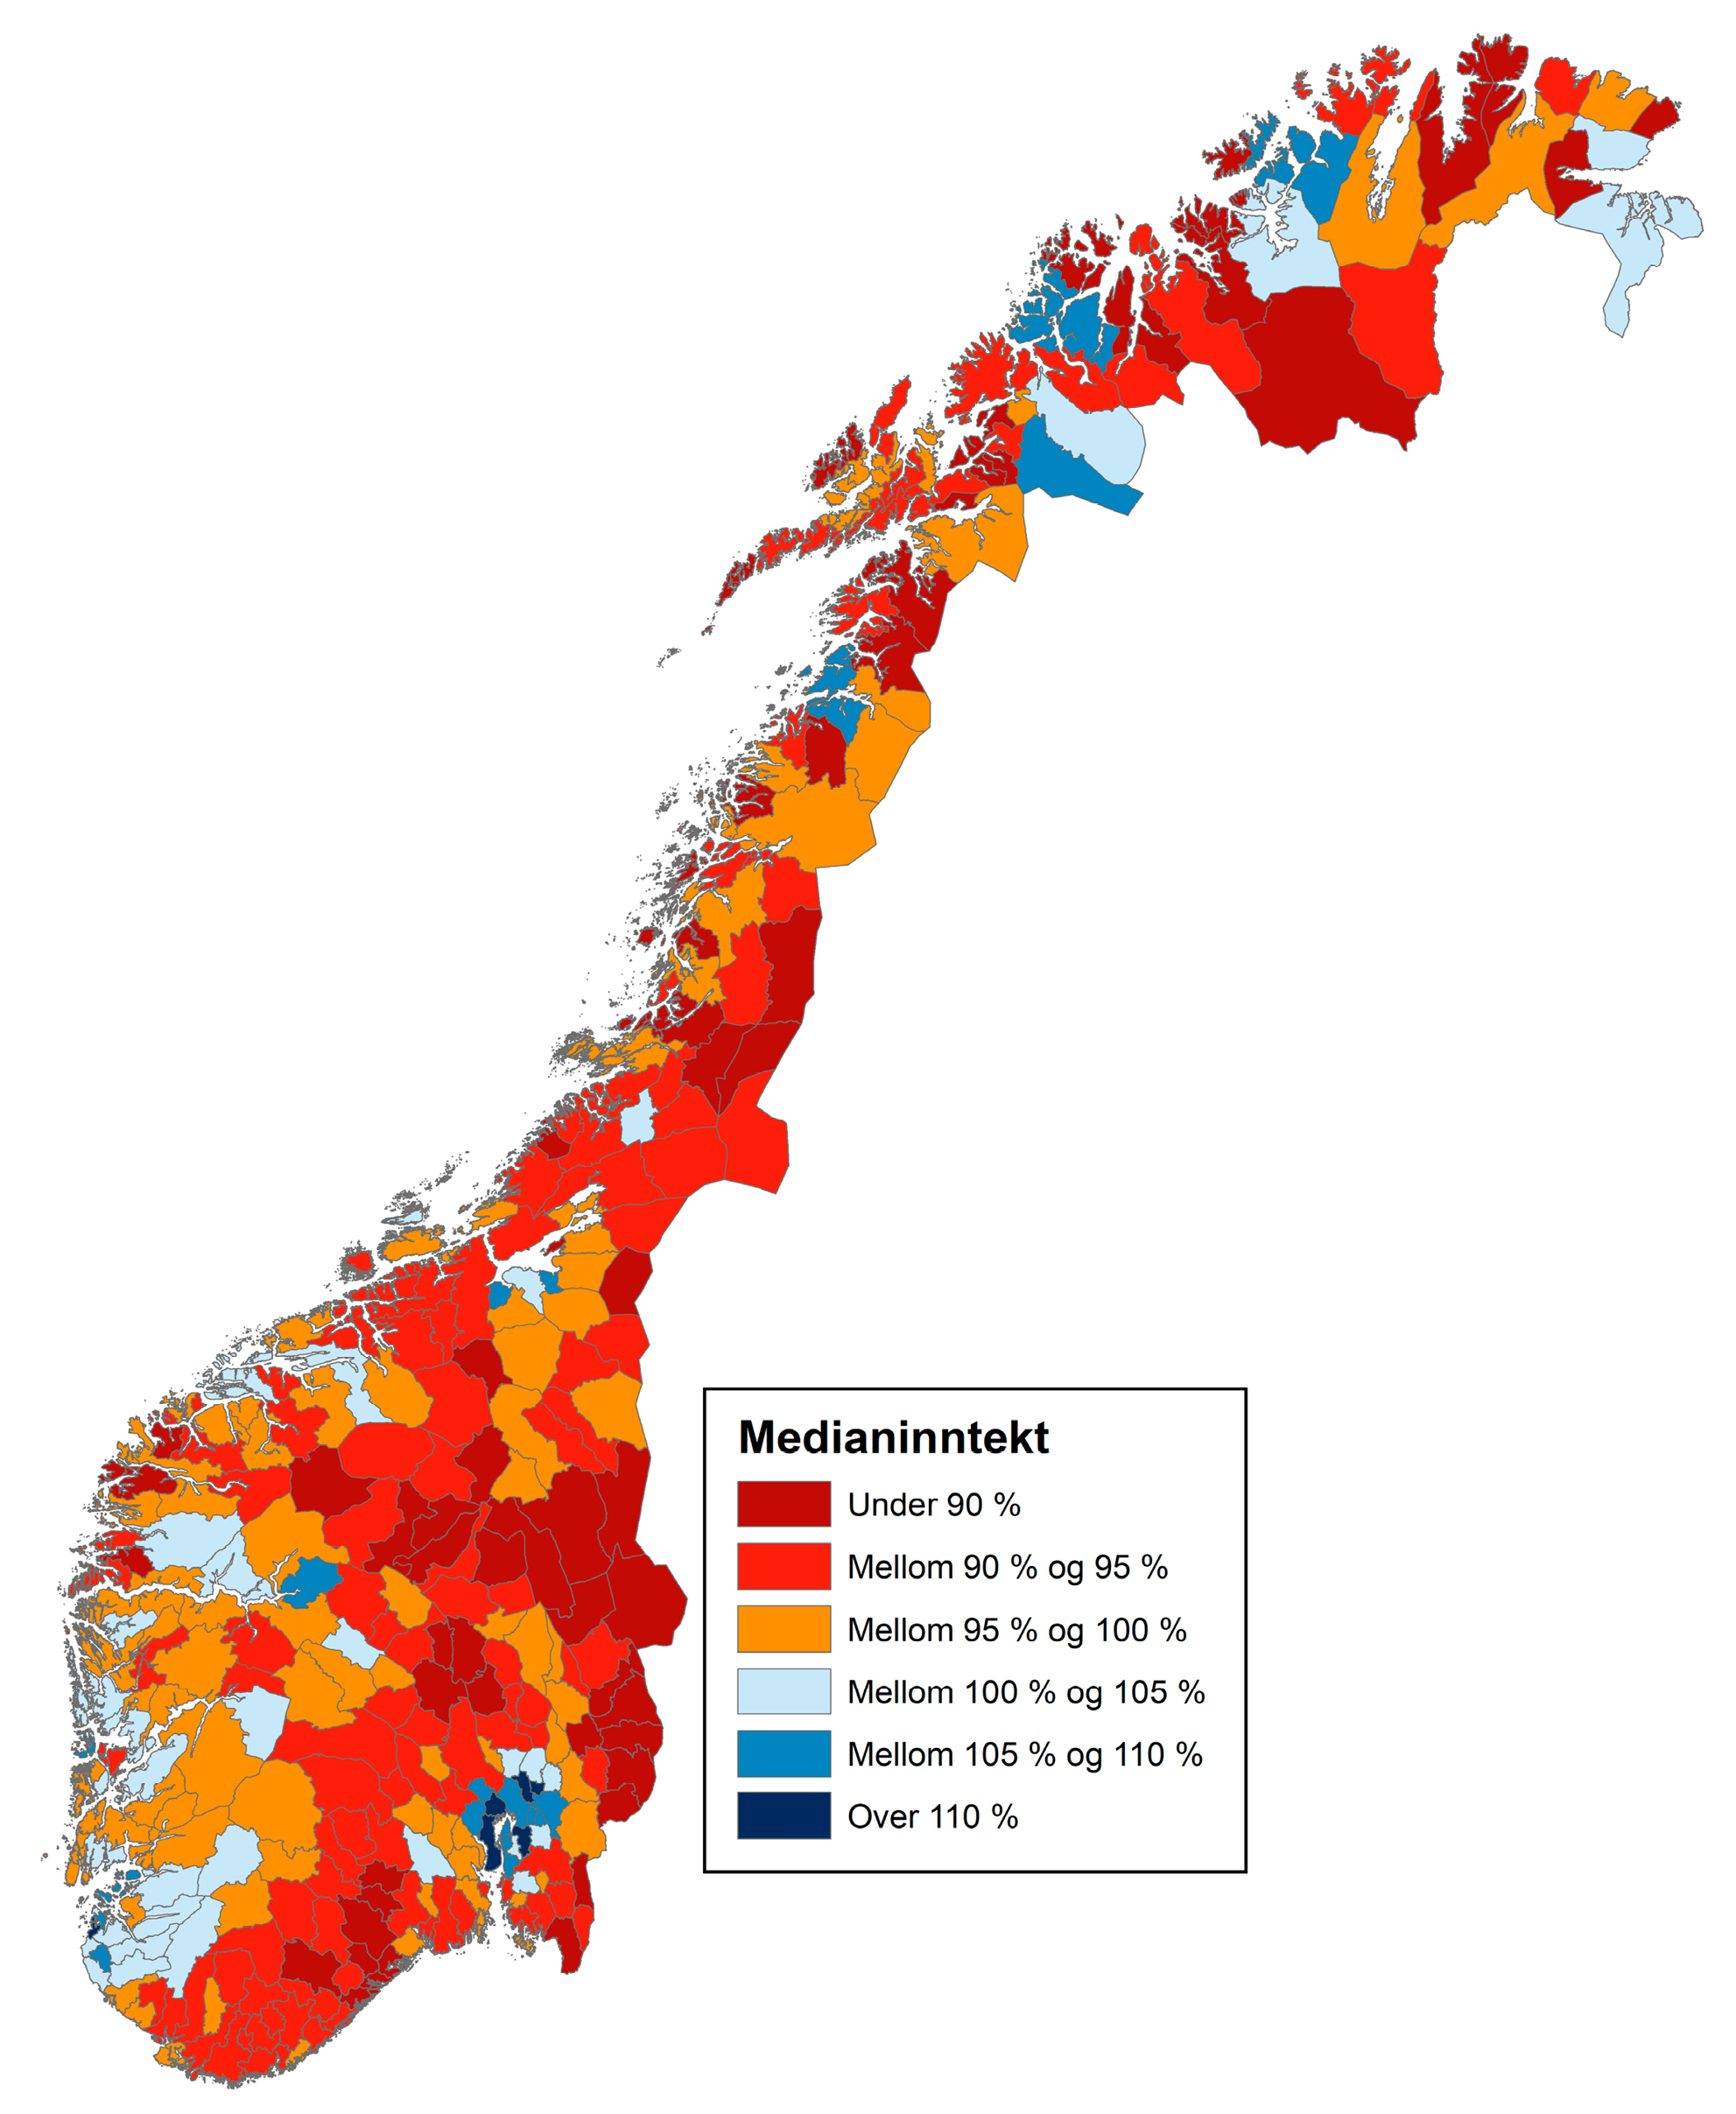 Medianinntekt
Under 90 %
Mellom 90 % og 95 %
Mellom 95 % og 100 %
Mellom 100 % og 105 %
Mellom 105 % og 110 %
Over 110 %